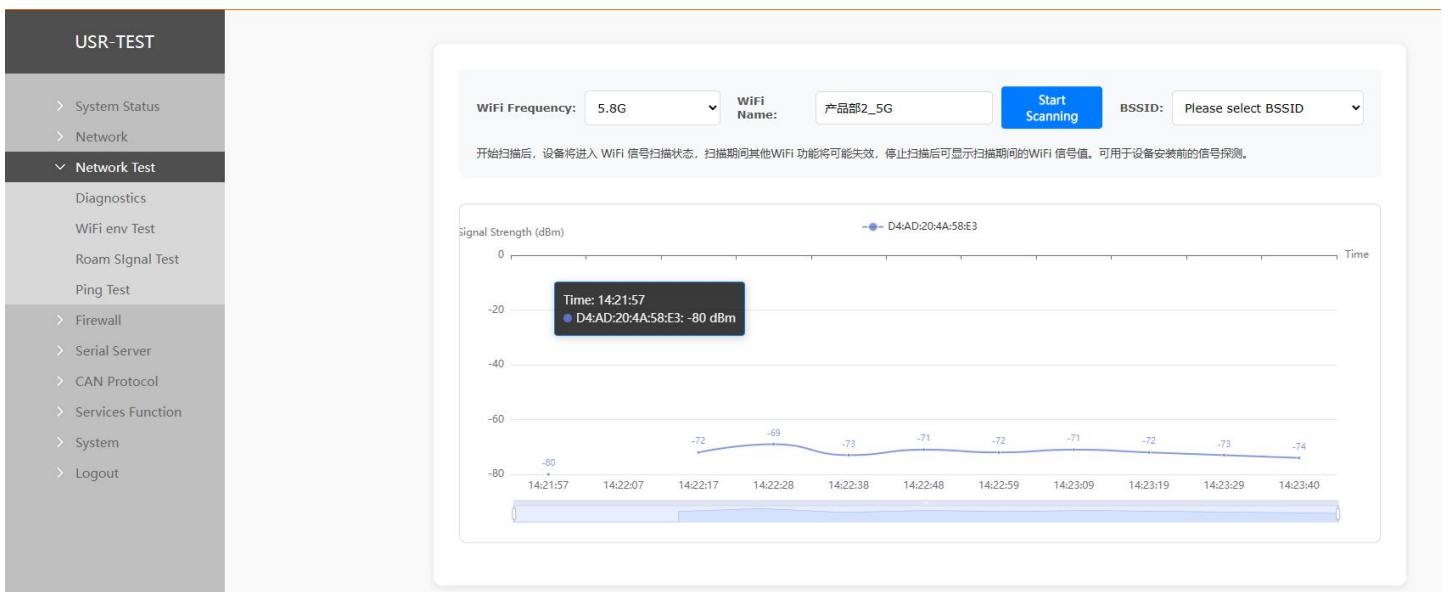 USR-TEST
System Status
Network
Network Test
Diagnostics
WiFi env Test
Roam SIgnal Test
Ping Test
Firewall
Serial Server
CAN Protocol
Services Function
System
Logout
WiFi Frequency: 5.8G WiFi Name: 产品部2_5G Start Scanning BSSID: Please select BSSID
开始扫描后，设备将进入 WiFi 信号扫描状态，扫描期间其他WiFi 功能将可能失效，停止扫描后可显示扫描期间的WiFi 信号值。可用于设备安装前的信号探测。
D4:AD:20:4A:58:E3
Signal Strength (dBm)
0 Time
Time: 14:21:57
D4:AD:20:4A:58:E3: -80 dBm
-20
-40
-60
-80 -72 -69 -73 -71 -72 -71 -72 -73 -74
-80
14:21:57 14:22:07 14:22:17 14:22:28 14:22:38 14:22:48 14:22:59 14:23:09 14:23:19 14:23:29 14:23:40